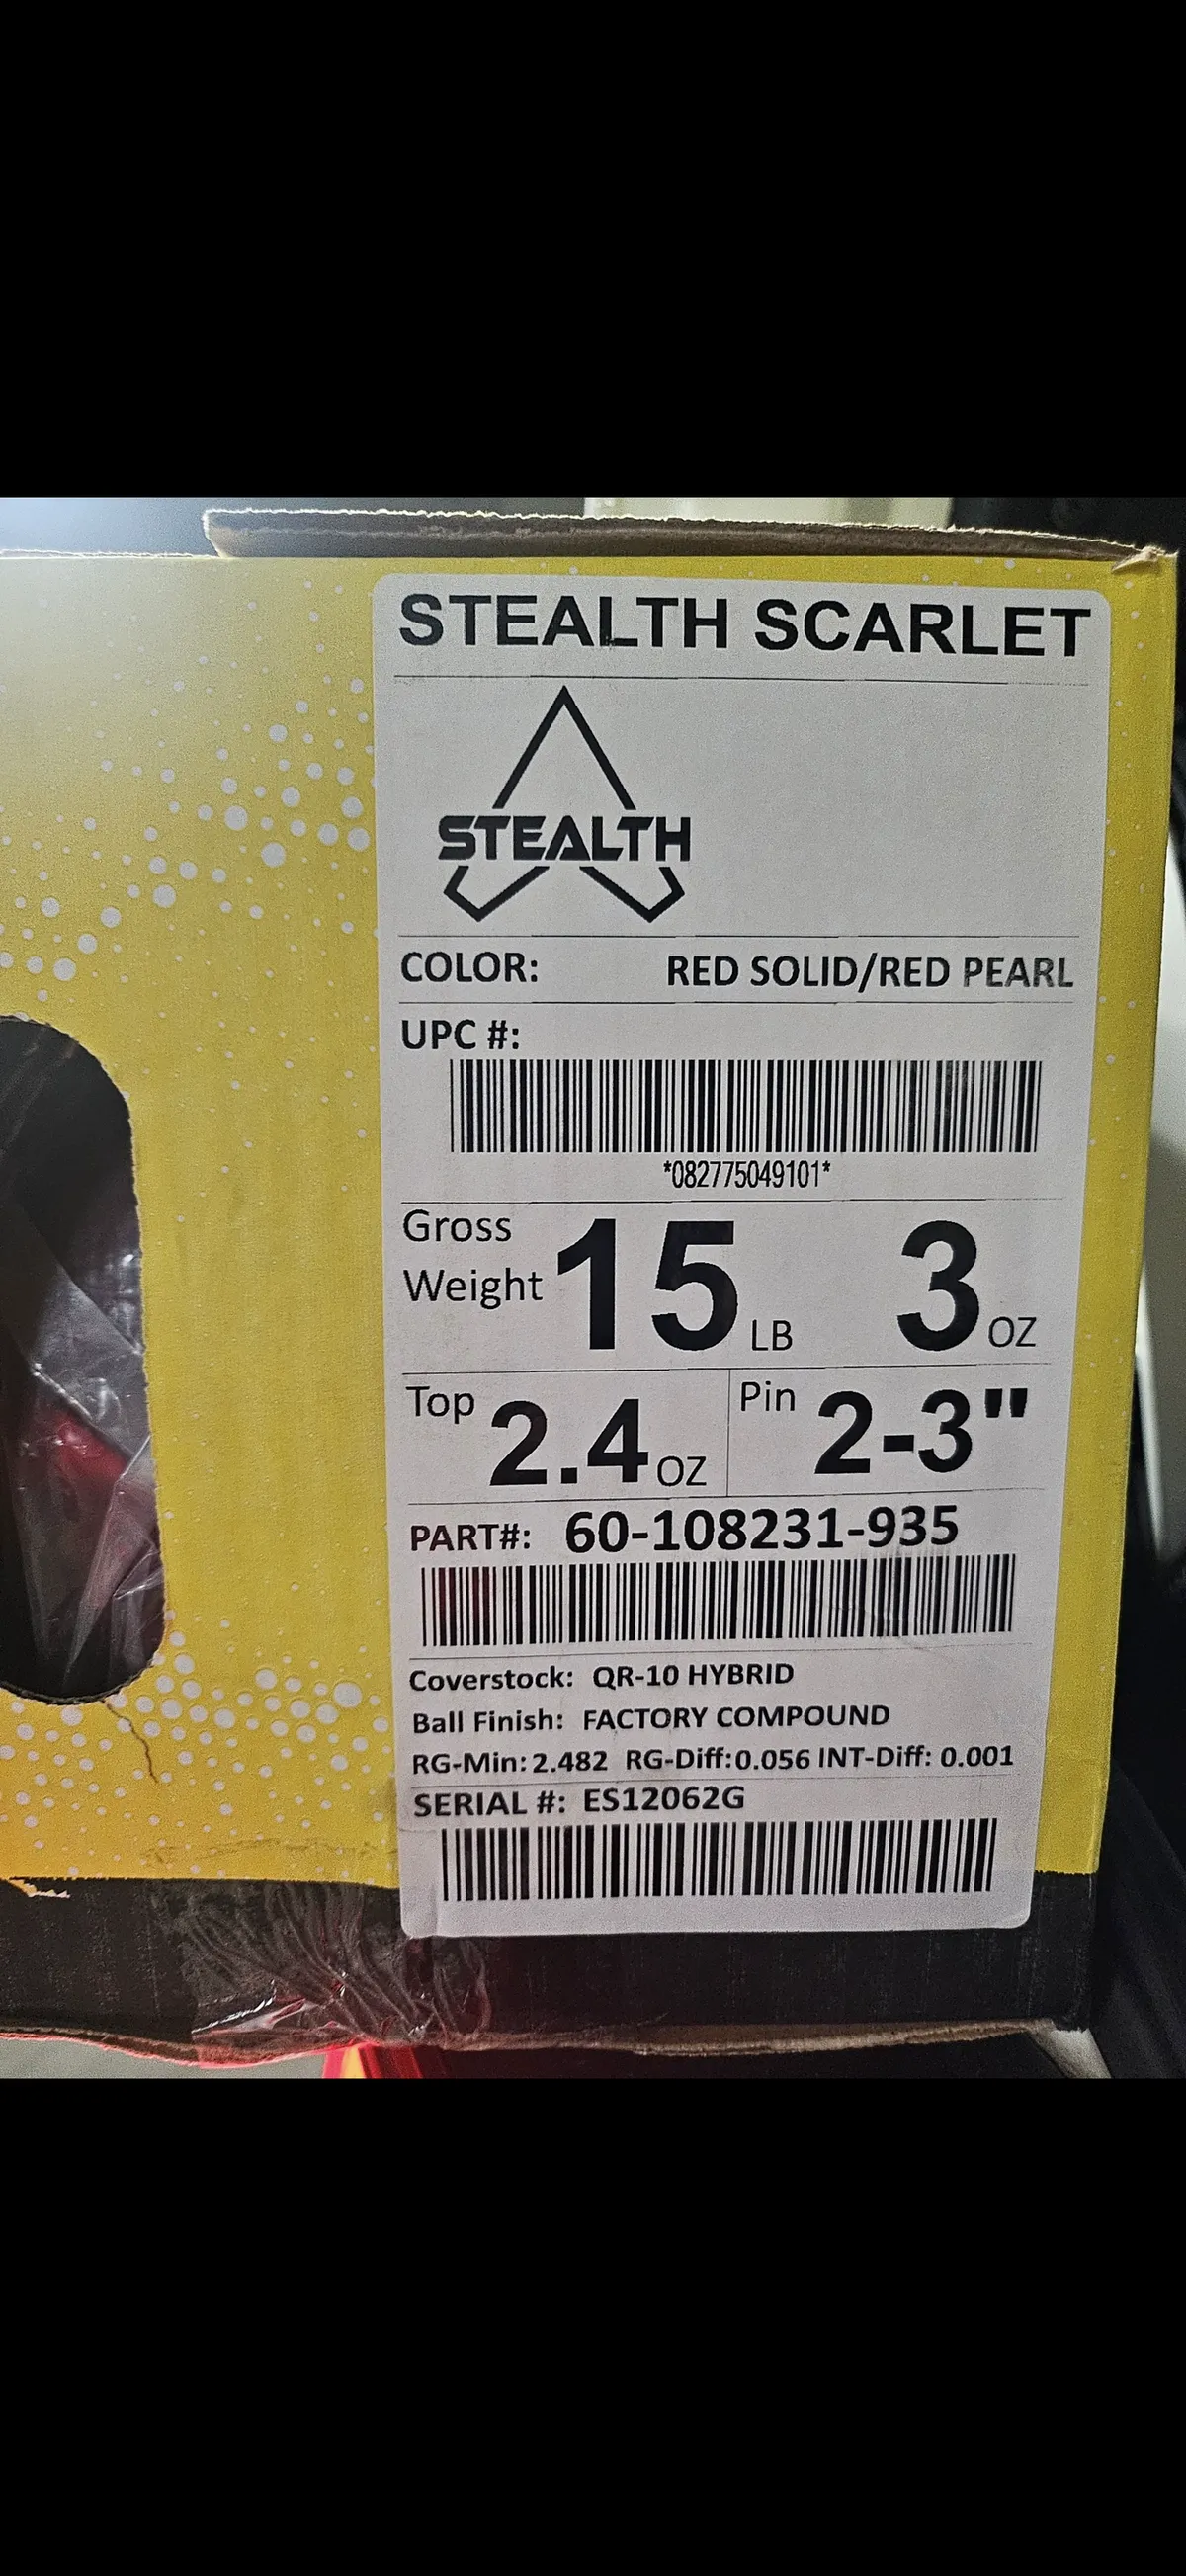 STEALTH SCARLET
STEALTH
COLOR: RED SOLID/RED PEARL
UPC #:
*082775049101*
Gross Weight 15 LB 3 OZ
Top 2.4 OZ Pin 2-3"
PART#: 60-108231-935
Coverstock: QR-10 HYBRID
Ball Finish: FACTORY COMPOUND
RG-Min: 2.482 RG-Diff: 0.056 INT-Diff: 0.001
SERIAL #: ES12062G